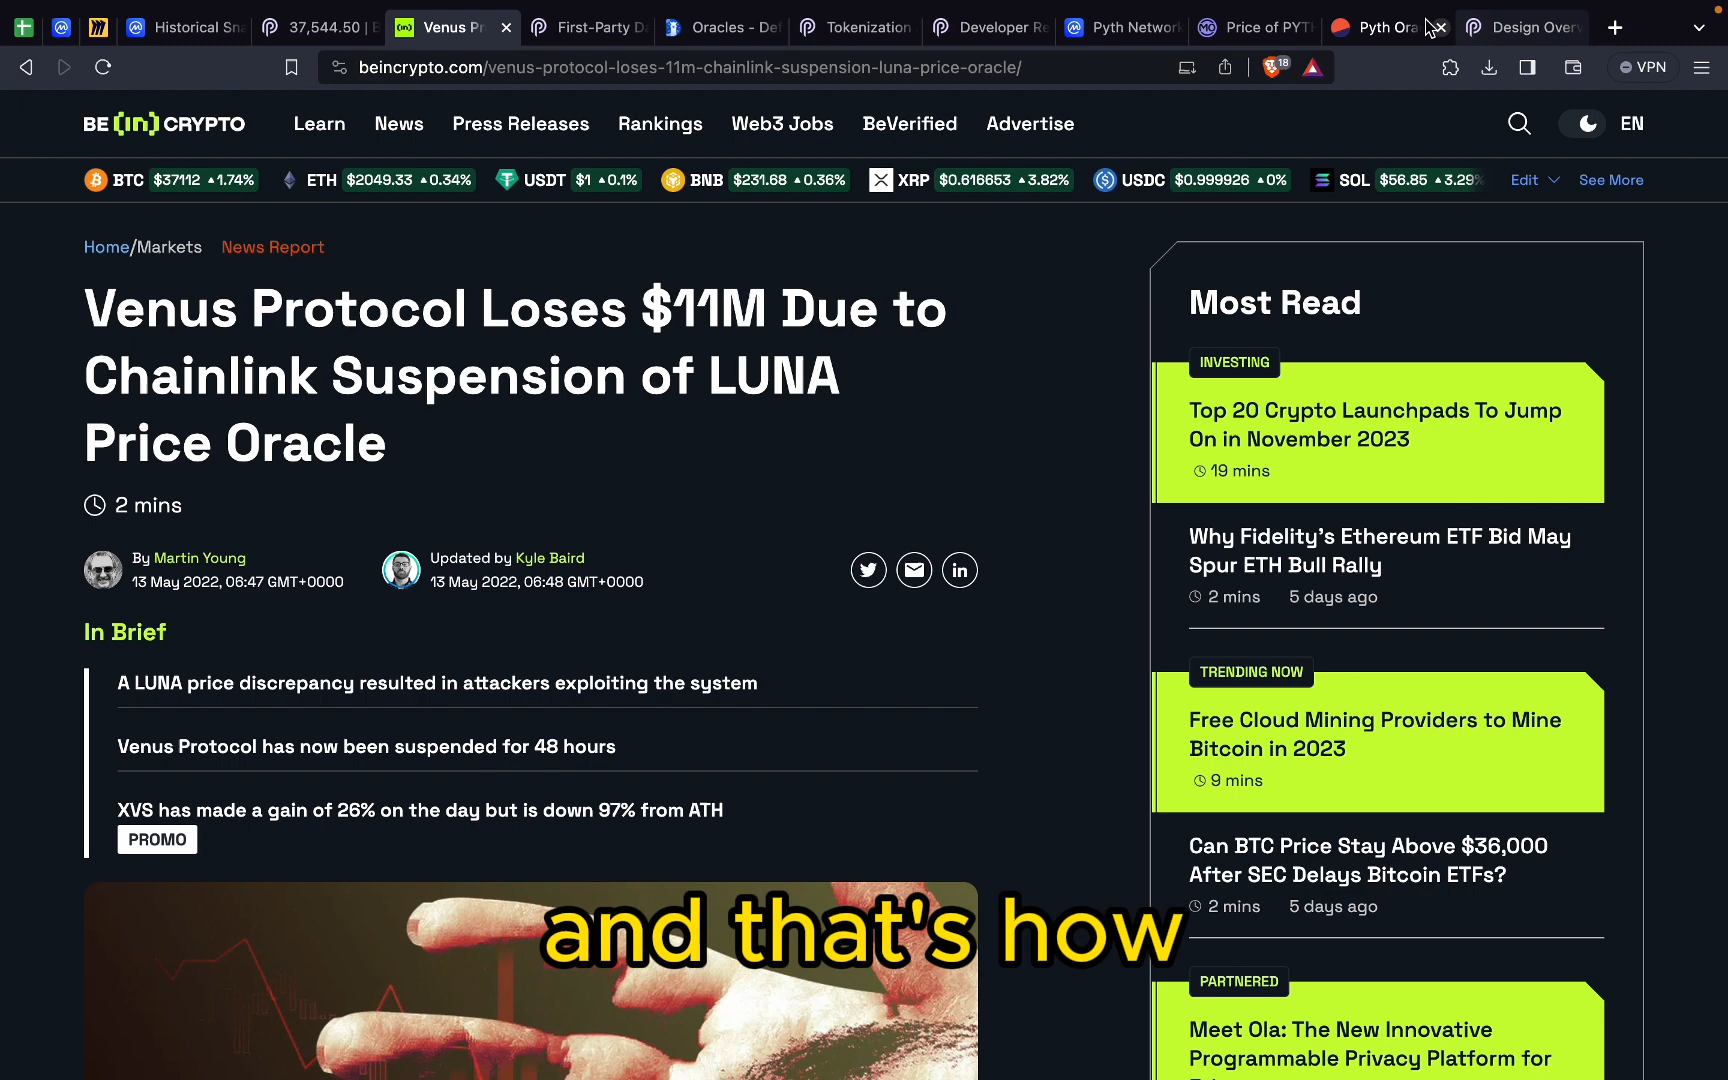 Historical Sna
37,544.50 | B
Venus Pr
First-Party Da
Oracles - Def
Tokenization
Developer Re
Pyth Network
Price of PYTH
Pyth Ora
Design Overv
beincrypto.com/venus-protocol-loses-11m-chainlink-suspension-luna-price-oracle/
18
VPN
BE [IN] CRYPTO
Learn
News
Press Releases
Rankings
Web3 Jobs
BeVerified
Advertise
EN
BTC $37112 ▲1.74%
ETH $2049.33 ▲0.34%
USDT $1 ▲0.1%
BNB $231.68 ▲0.36%
XRP $0.616653 ▲3.82%
USDC $0.999926 ▲0%
SOL $56.85 ▲3.29%
Edit
See More
Home/Markets
News Report
Venus Protocol Loses $11M Due to
Chainlink Suspension of LUNA
Price Oracle
2 mins
By Martin Young
13 May 2022, 06:47 GMT+0000
Updated by Kyle Baird
13 May 2022, 06:48 GMT+0000
In Brief
A LUNA price discrepancy resulted in attackers exploiting the system
Venus Protocol has now been suspended for 48 hours
XVS has made a gain of 26% on the day but is down 97% from ATH
PROMO
and that's how
Most Read
INVESTING
Top 20 Crypto Launchpads To Jump
On in November 2023
19 mins
Why Fidelity's Ethereum ETF Bid May
Spur ETH Bull Rally
2 mins
5 days ago
TRENDING NOW
Free Cloud Mining Providers to Mine
Bitcoin in 2023
9 mins
Can BTC Price Stay Above $36,000
After SEC Delays Bitcoin ETFs?
2 mins
5 days ago
PARTNERED
Meet Ola: The New Innovative
Programmable Privacy Platform for